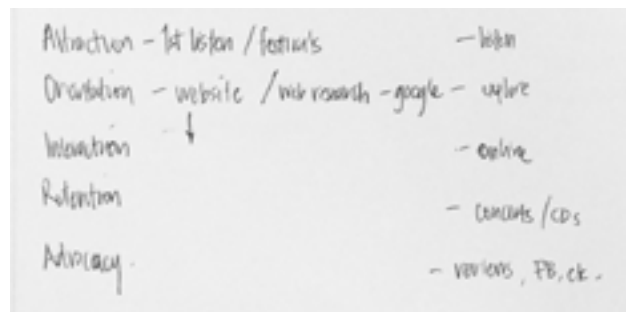 Attraction - 1st listen / festivals - listen
Orientation - website / web research - google - explore
↓
Interaction - online
Retention - concerts / CDs
Advocacy. - reviews, FB, etc.